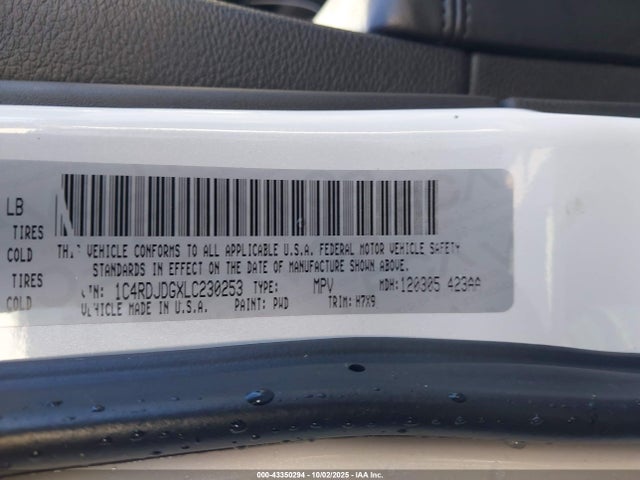 LB
TIRES
COLD
TIRES
COLD
VEHICLE CONFORMS TO ALL APPLICABLE U.S.A. FEDERAL MOTOR VEHICLE SAFETY
STANDARDS IN EFFECT ON THE DATE OF MANUFACTURE SHOWN ABOVE.
1C4RDJDGXLC230253 TYPE: MPV MDH: 120305 423AA
VEHICLE MADE IN U.S.A. PAINT: PWD TRIM: H7X9
000-43350294 - 10/02/2025 - IAA Inc.